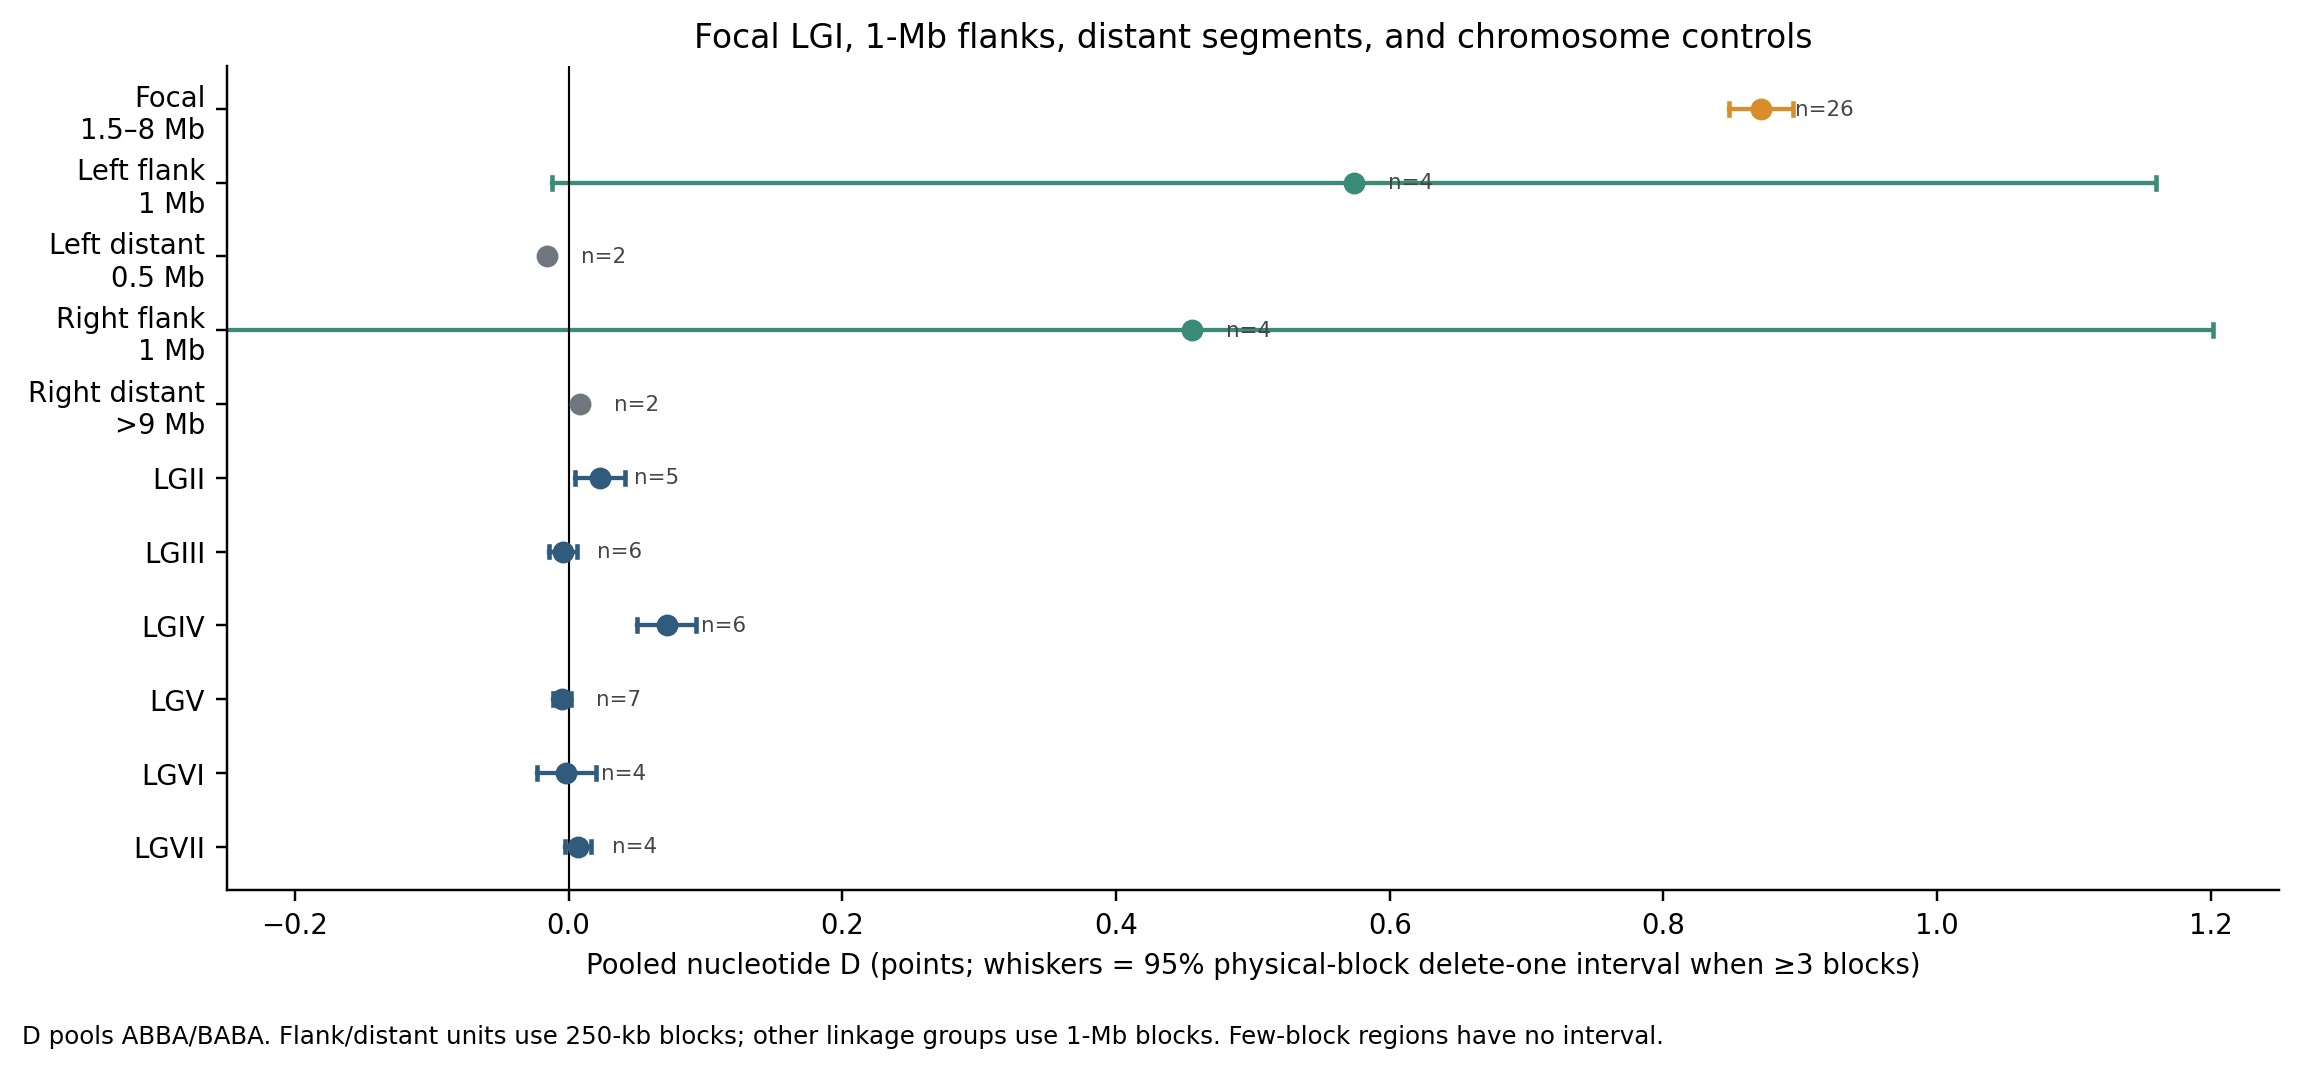 Focal LGI, 1-Mb flanks, distant segments, and chromosome controls
Focal
1.5–8 Mb
n=26
Left flank
1 Mb
n=4
Left distant
0.5 Mb
n=2
Right flank
1 Mb
n=4
Right distant
>9 Mb
n=2
LGII
n=5
LGIII
n=6
LGIV
n=6
LGV
n=7
LGVI
n=4
LGVII
n=4
−0.2 0.0 0.2 0.4 0.6 0.8 1.0 1.2
Pooled nucleotide D (points; whiskers = 95% physical-block delete-one interval when ≥3 blocks)
D pools ABBA/BABA. Flank/distant units use 250-kb blocks; other linkage groups use 1-Mb blocks. Few-block regions have no interval.